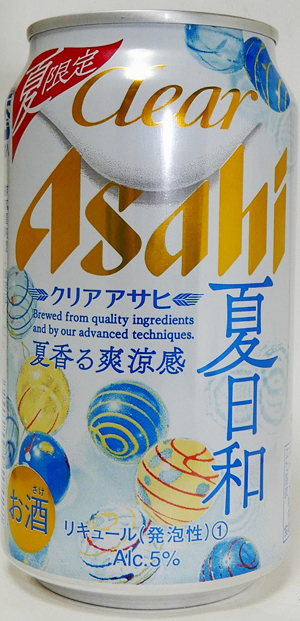 夏限定
Clear
Asahi
クリアアサヒ
Brewed from quality ingredients
and by our advanced techniques.
夏香る爽涼感
夏日和
さけ
お酒
リキュール(発泡性)①
Alc.5%